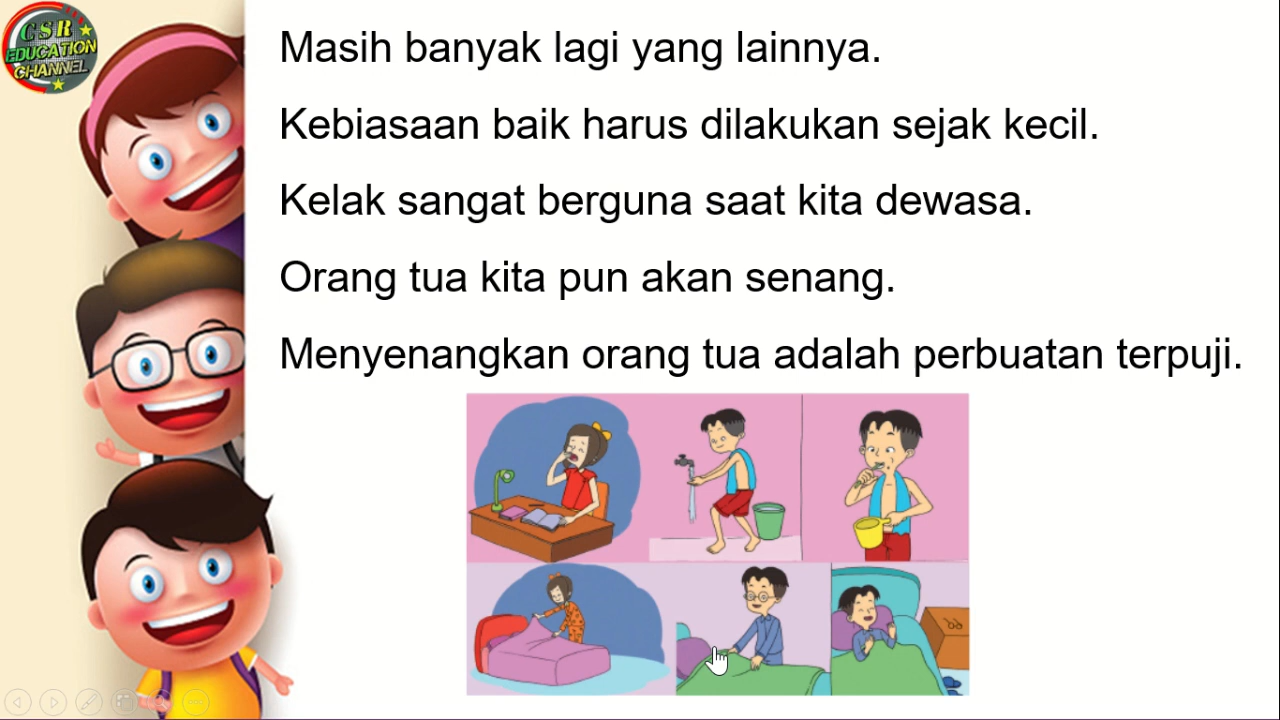 GSR
EDUCATION
CHANNEL
Masih banyak lagi yang lainnya.
Kebiasaan baik harus dilakukan sejak kecil.
Kelak sangat berguna saat kita dewasa.
Orang tua kita pun akan senang.
Menyenangkan orang tua adalah perbuatan terpuji.